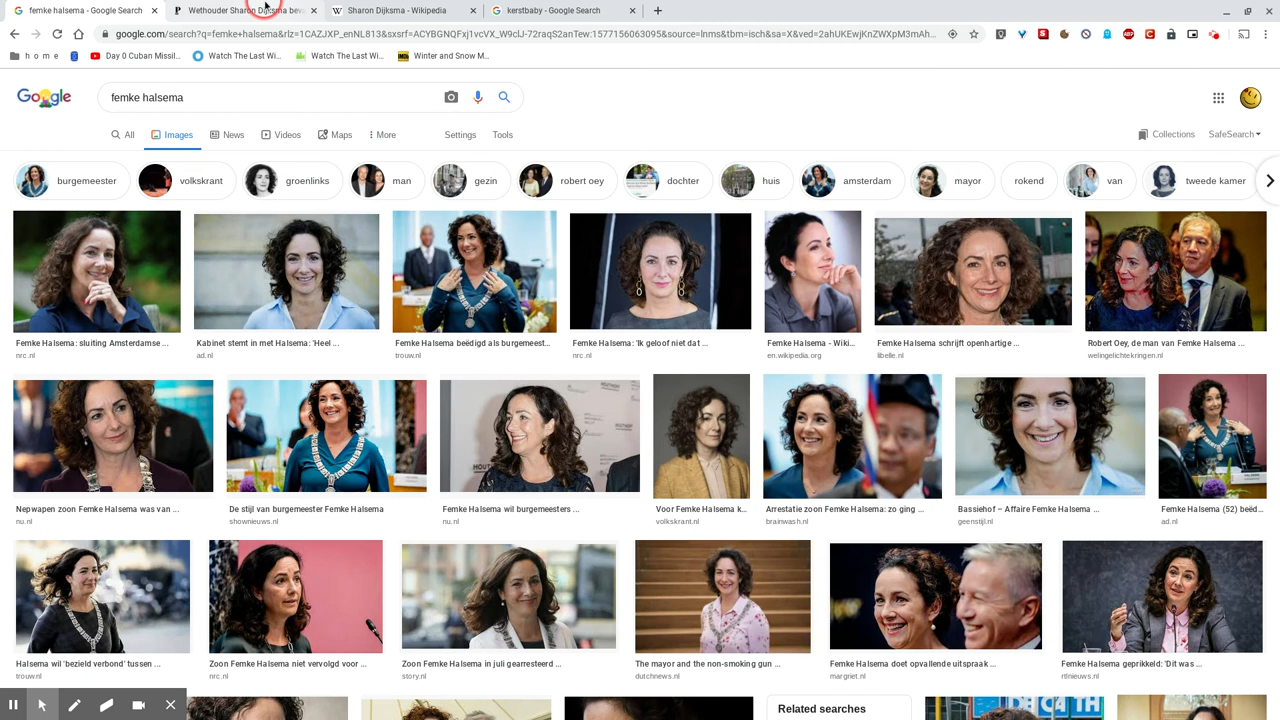 femke halsema - Google Search
Wethouder Sharon Dijksma bev
Sharon Dijksma - Wikipedia
kerstbaby - Google Search
google.com/search?q=femke+halsema&rlz=1CAZJXP_enNL813&sxsrf=ACYBGNQFxj1vcVX_W9clJ-72raqS2anTew:1577156063095&source=lnms&tbm=isch&sa=X&ved=2ahUKEwjKnZWXpM3mAh...
h o m e
Day 0 Cuban Missil...
Watch The Last Wi...
Watch The Last Wi...
Winter and Snow M...
Google
femke halsema
All
Images
News
Videos
Maps
More
Settings
Tools
Collections
SafeSearch
burgemeester
volkskrant
groenlinks
man
gezin
robert oey
dochter
huis
amsterdam
mayor
rokend
van
tweede kamer
Femke Halsema: sluiting Amsterdamse ...
nrc.nl
Kabinet stemt in met Halsema: 'Heel ...
ad.nl
Femke Halsema beëdigd als burgemeest...
trouw.nl
Femke Halsema: 'Ik geloof niet dat ...
nrc.nl
Femke Halsema - Wiki...
en.wikipedia.org
Femke Halsema schrijft openhartige ...
libelle.nl
Robert Oey, de man van Femke Halsema ...
welingelichtekringen.nl
Nepwapen zoon Femke Halsema was van ...
nu.nl
De stijl van burgemeester Femke Halsema
shownieuws.nl
Femke Halsema wil burgemeesters ...
nu.nl
Voor Femke Halsema k...
volkskrant.nl
Arrestatie zoon Femke Halsema: zo ging ...
brainwash.nl
Bassiehof – Affaire Femke Halsema ...
geenstijl.nl
Femke Halsema (52) beëd...
ad.nl
Halsema wil 'bezield verbond' tussen ...
trouw.nl
Zoon Femke Halsema niet vervolgd voor ...
nrc.nl
Zoon Femke Halsema in juli gearresteerd ...
story.nl
The mayor and the non-smoking gun ...
dutchnews.nl
Femke Halsema doet opvallende uitspraak ...
margriet.nl
Femke Halsema geprikkeld: 'Dit was ...
rtlnieuws.nl
Related searches